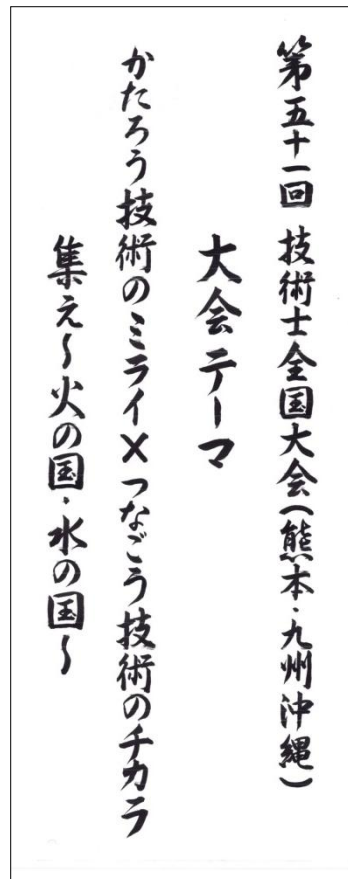 第五十一回 技術士全国大会(熊本・九州沖縄)
大会テーマ
かたろう技術のミライ×つなごう技術のチカラ
集え～火の国・水の国～